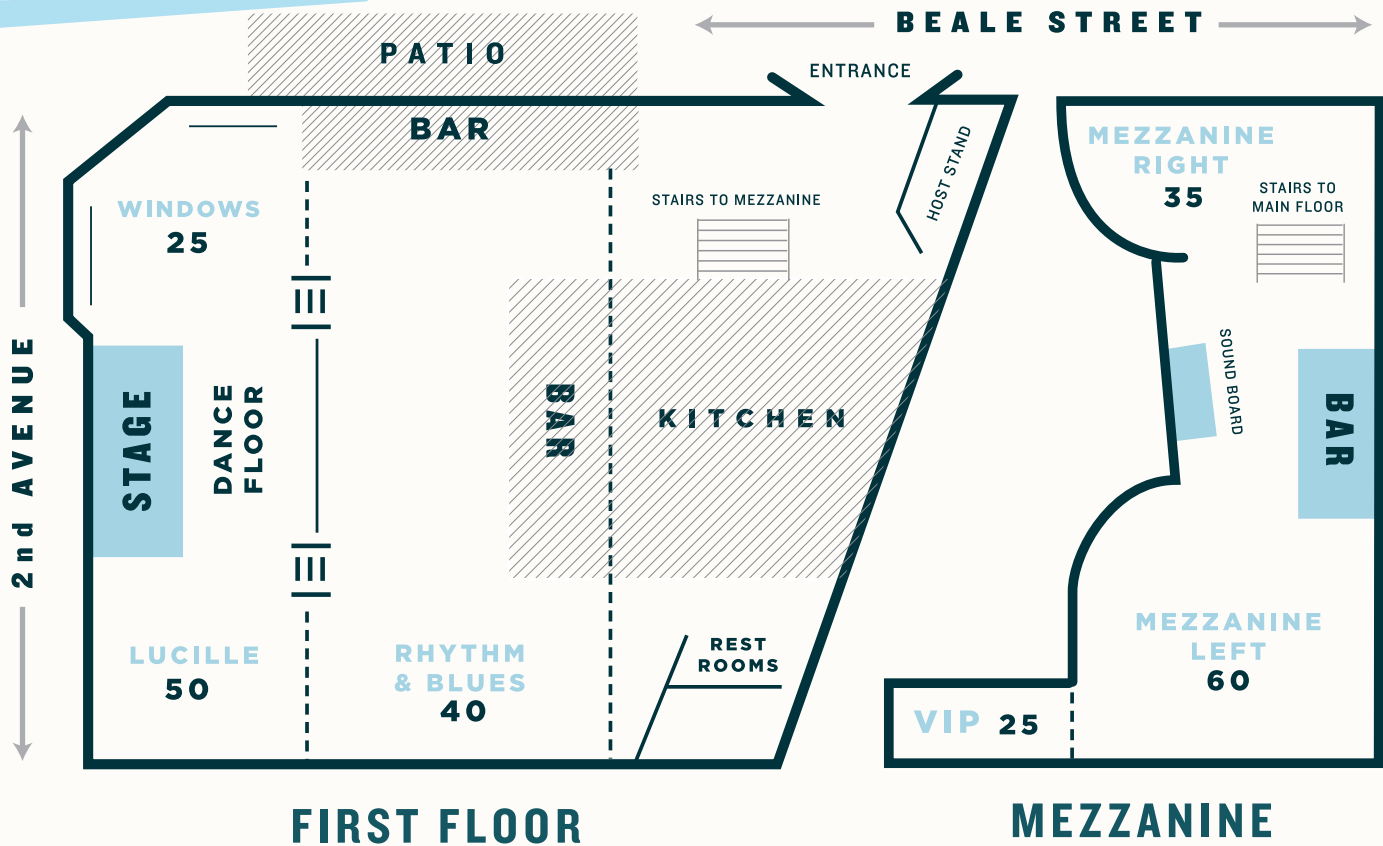 BEALE STREET
PATIO
ENTRANCE
BAR
HOST STAND
STAIRS TO MEZZANINE
WINDOWS
25
2nd AVENUE
STAGE
DANCE
FLOOR
BAR
KITCHEN
LUCILLE
50
RHYTHM
& BLUES
40
REST
ROOMS
FIRST FLOOR
MEZZANINE
RIGHT
35
STAIRS TO
MAIN FLOOR
SOUND BOARD
BAR
MEZZANINE
LEFT
60
VIP 25
MEZZANINE